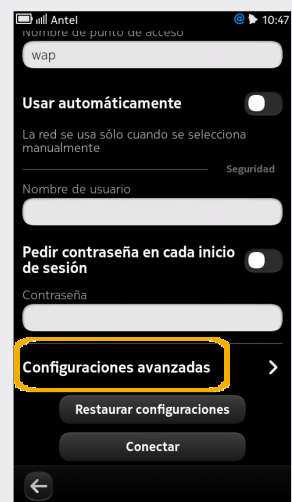 Antel @ 10:47
Nombre de punto de acceso
wap
Usar automáticamente
La red se usa sólo cuando se selecciona
manualmente
Seguridad
Nombre de usuario
Pedir contraseña en cada inicio
de sesión
Contraseña
Configuraciones avanzadas
Restaurar configuraciones
Conectar